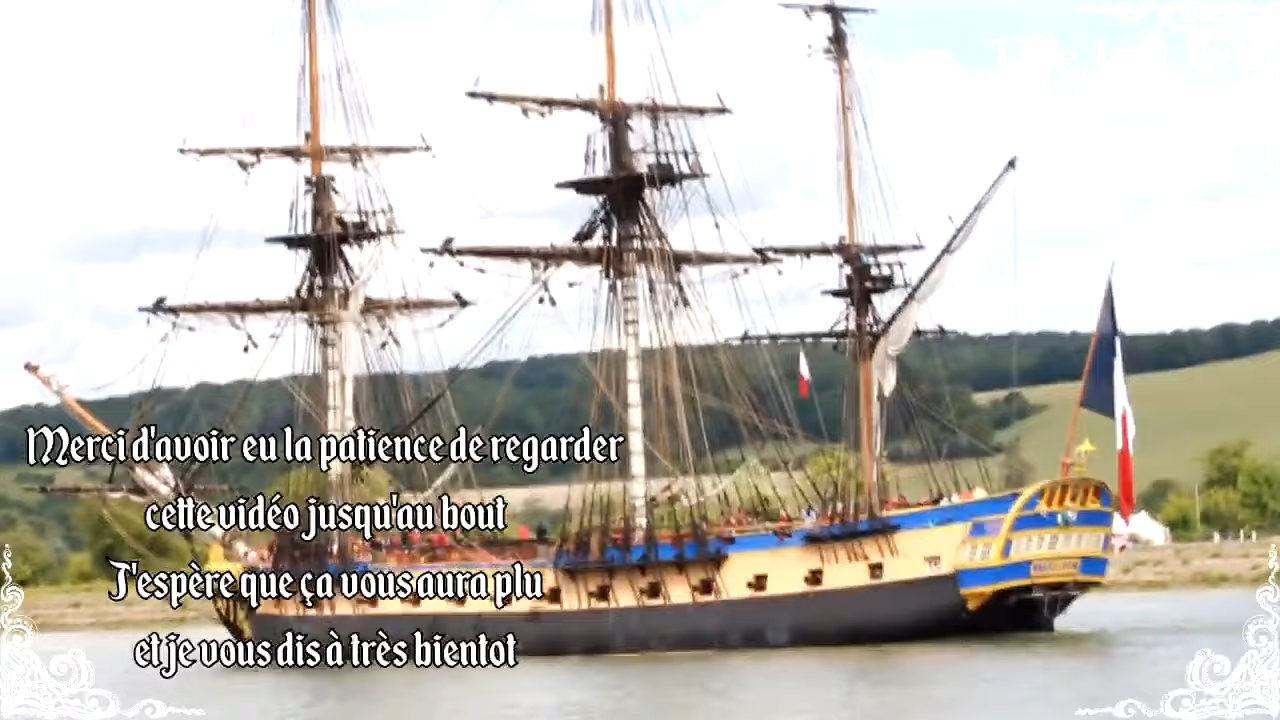 Merci d'avoir eu la patience de regarder
cette vidéo jusqu'au bout
J'espère que ça vous aura plu
et je vous dis à très bientot